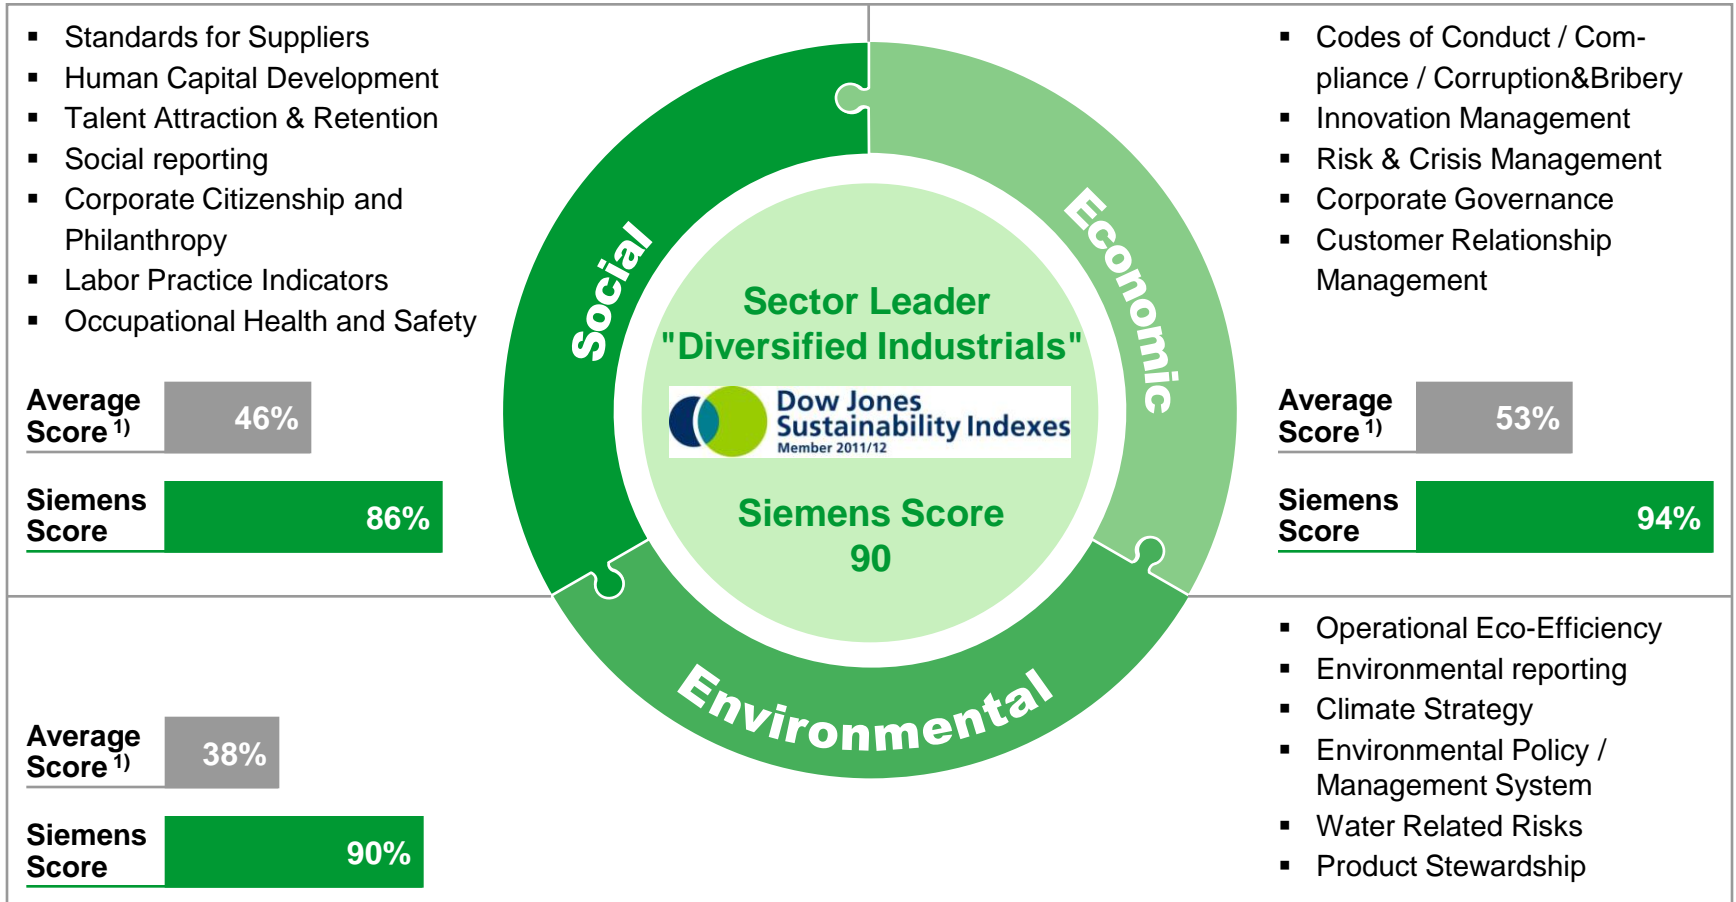 ▪ Standards for Suppliers
▪ Human Capital Development
▪ Talent Attraction & Retention
▪ Social reporting
▪ Corporate Citizenship and
Philanthropy
▪ Labor Practice Indicators
▪ Occupational Health and Safety
Average
Score 1)
46%
Siemens
Score
86%
Social
Economic
Environmental
Sector Leader
"Diversified Industrials"
Dow Jones
Sustainability Indexes
Member 2011/12
Siemens Score
90
▪ Codes of Conduct / Com-
pliance / Corruption&Bribery
▪ Innovation Management
▪ Risk & Crisis Management
▪ Corporate Governance
▪ Customer Relationship
Management
Average
Score 1)
53%
Siemens
Score
94%
Average
Score 1)
38%
Siemens
Score
90%
▪ Operational Eco-Efficiency
▪ Environmental reporting
▪ Climate Strategy
▪ Environmental Policy /
Management System
▪ Water Related Risks
▪ Product Stewardship